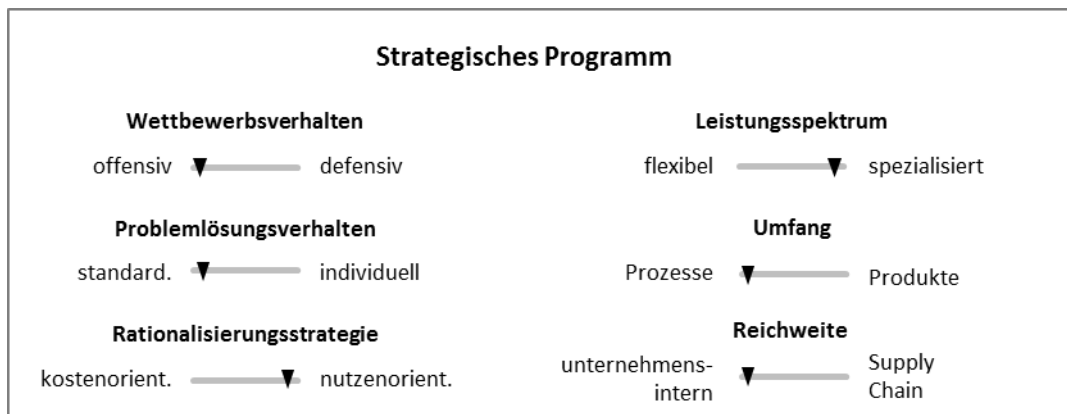 Strategisches Programm
Wettbewerbsverhalten
offensiv defensiv
Problemlösungsverhalten
standard. individuell
Rationalisierungsstrategie
kostenorient. nutzenorient.
Leistungsspektrum
flexibel spezialisiert
Umfang
Prozesse Produkte
Reichweite
unternehmens-
intern
Supply
Chain